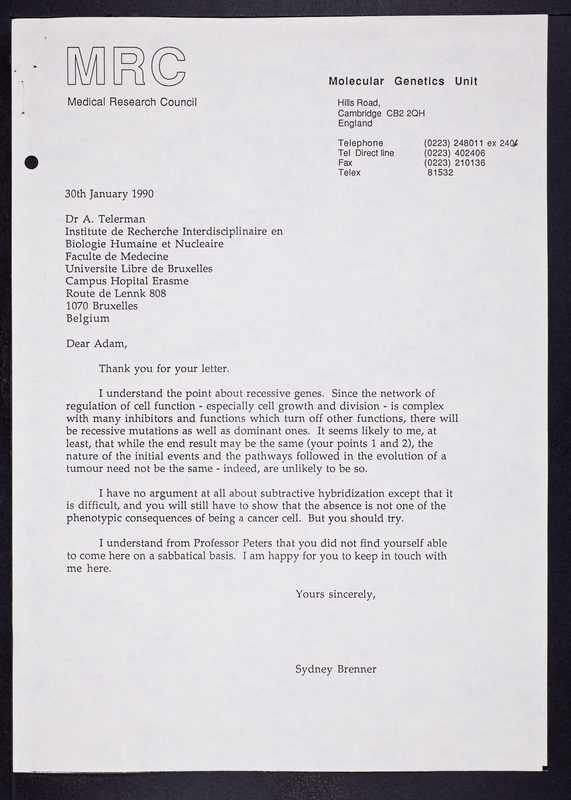 MRC
Medical Research Council
Molecular Genetics Unit
Hills Road,
Cambridge CB2 2QH
England
Telephone (0223) 248011 ex
Tel Direct line (0223) 402406
Fax (0223) 210136
Telex 81532
30th January 1990
Dr A. Telerman
Institute de Recherche Interdisciplinaire en
Biologie Humaine et Nucleaire
Faculte de Medecine
Universite Libre de Bruxelles
Campus Hopital Erasme
Route de Lennk 808
1070 Bruxelles
Belgium
Dear Adam,
Thank you for your letter.
I understand the point about recessive genes. Since the network of
regulation of cell function - especially cell growth and division - is complex
with many inhibitors and functions which turn off other functions, there will
be recessive mutations as well as dominant ones. It seems likely to me, at
least, that while the end result may be the same (your points 1 and 2), the
nature of the initial events and the pathways followed in the evolution of a
tumour need not be the same - indeed, are unlikely to be so.
I have no argument at all about subtractive hybridization except that it
is difficult, and you will still have to show that the absence is not one of the
phenotypic consequences of being a cancer cell. But you should try.
I understand from Professor Peters that you did not find yourself able
to come here on a sabbatical basis. I am happy for you to keep in touch with
me here.
Yours sincerely,
Sydney Brenner